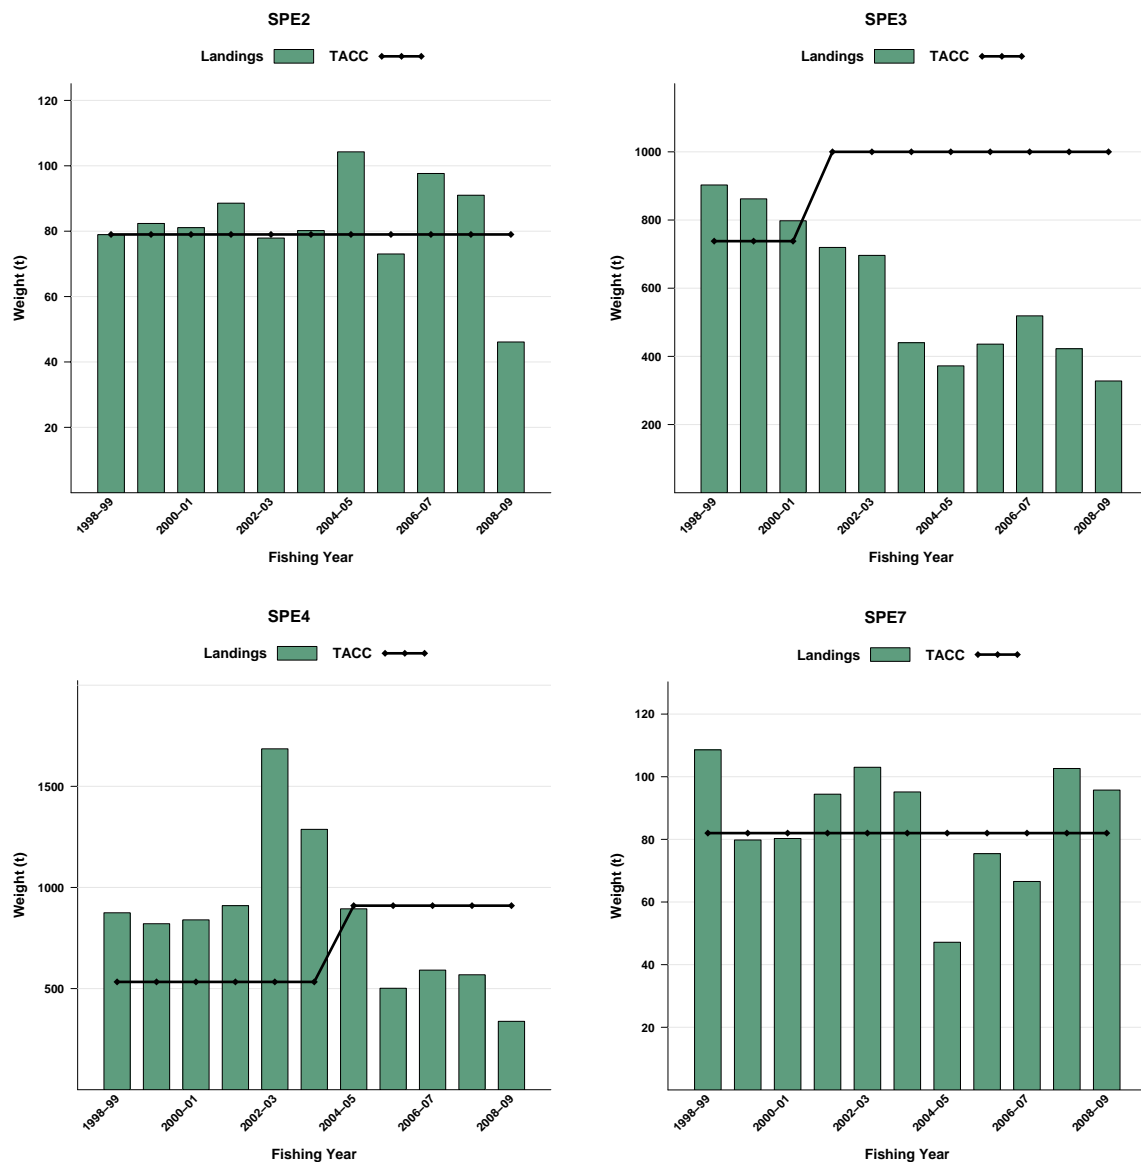 SPE2
Landings TACC
120
100
80
60
40
20
Weight (t)
1998–99
2000–01
2002–03
2004–05
2006–07
2008–09
Fishing Year
SPE3
Landings TACC
1000
800
600
400
200
Weight (t)
1998–99
2000–01
2002–03
2004–05
2006–07
2008–09
Fishing Year
SPE4
Landings TACC
1500
1000
500
Weight (t)
1998–99
2000–01
2002–03
2004–05
2006–07
2008–09
Fishing Year
SPE7
Landings TACC
120
100
80
60
40
20
Weight (t)
1998–99
2000–01
2002–03
2004–05
2006–07
2008–09
Fishing Year